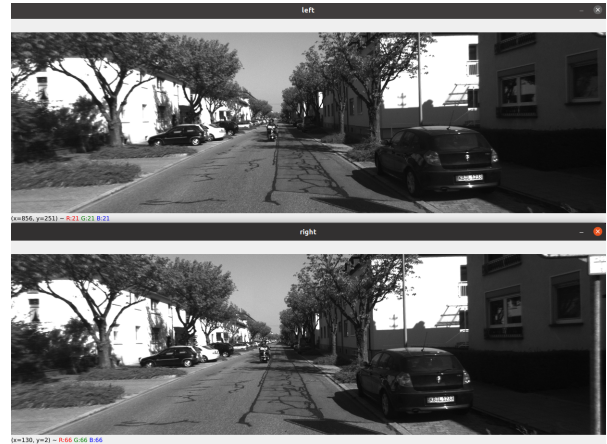 left
(x=856, y=251) ~ R:21 G:21 B:21
right
(x=130, y=2) ~ R:66 G:66 B:66